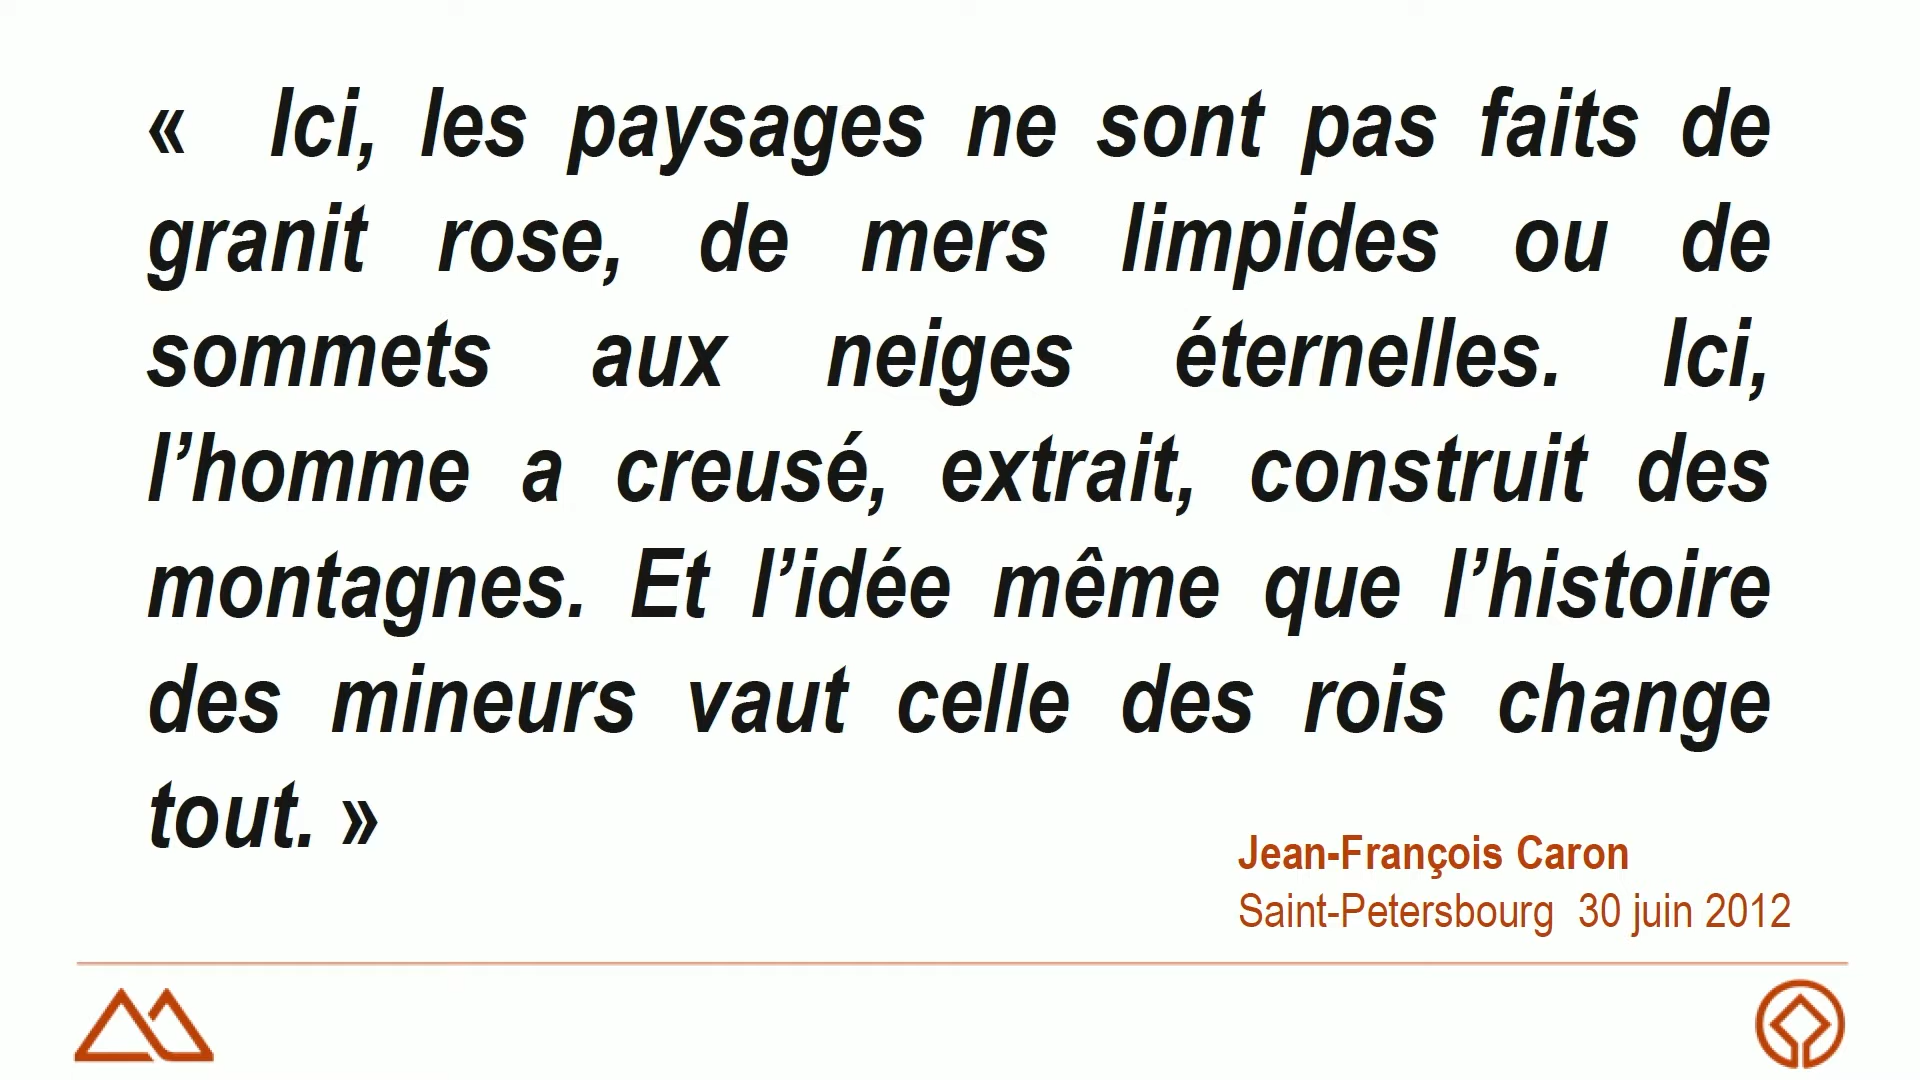 « Ici, les paysages ne sont pas faits de
granit rose, de mers limpides ou de
sommets aux neiges éternelles. Ici,
l’homme a creusé, extrait, construit des
montagnes. Et l’idée même que l’histoire
des mineurs vaut celle des rois change
tout. »
Jean-François Caron
Saint-Petersbourg 30 juin 2012